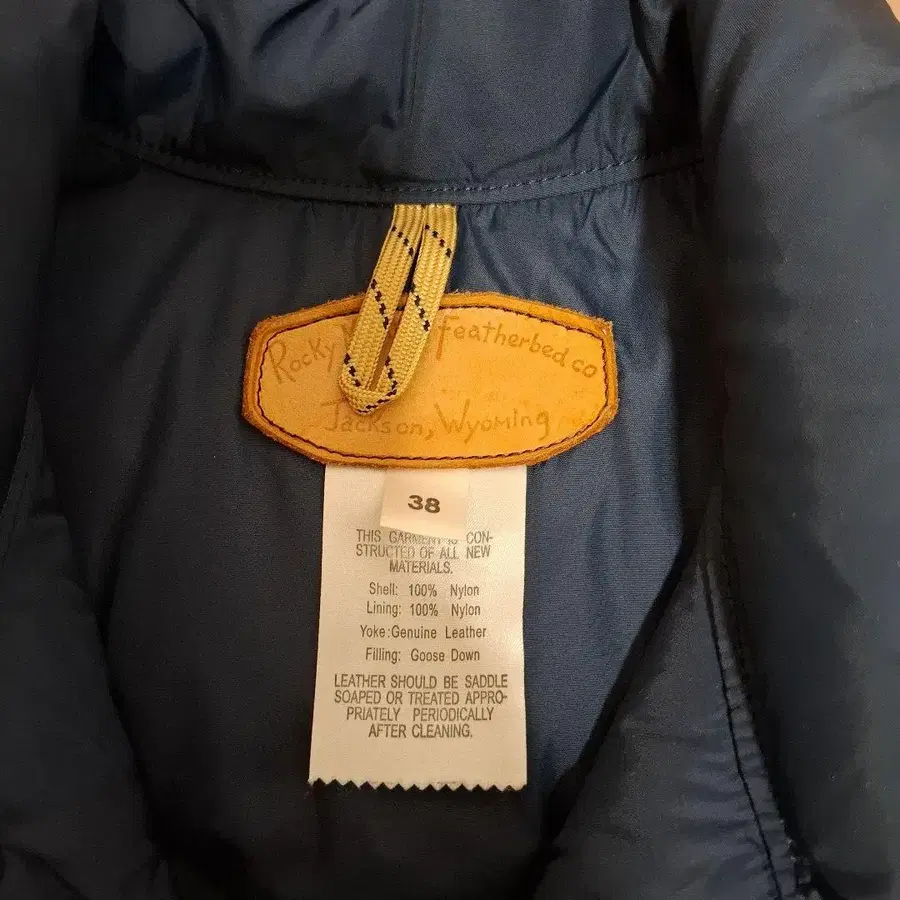 Rocky Featherbed co
Jackson, Wyoming
38
THIS GARMENT IS CON-
STRUCTED OF ALL NEW
MATERIALS.
Shell: 100% Nylon
Lining: 100% Nylon
Yoke:Genuine Leather
Filling: Goose Down
LEATHER SHOULD BE SADDLE
SOAPED OR TREATED APPRO-
PRIATELY PERIODICALLY
AFTER CLEANING.